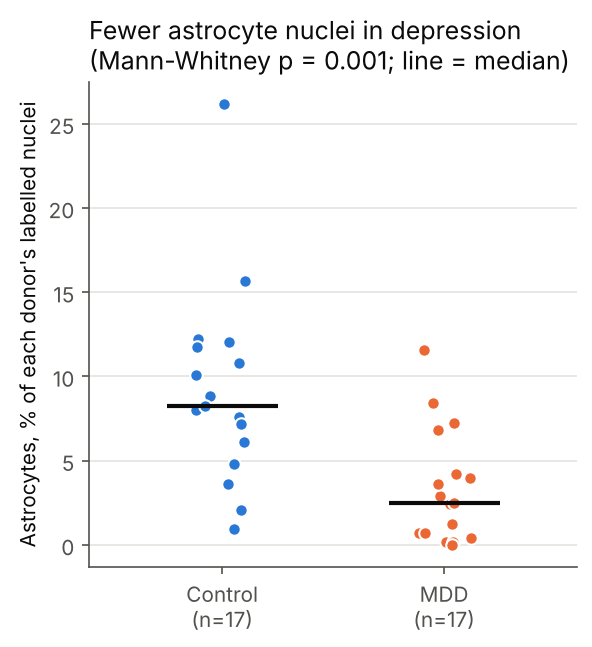 Fewer astrocyte nuclei in depression
(Mann-Whitney p = 0.001; line = median)
Astrocytes, % of each donor's labelled nuclei
25
20
15
10
5
0
Control
(n=17)
MDD
(n=17)